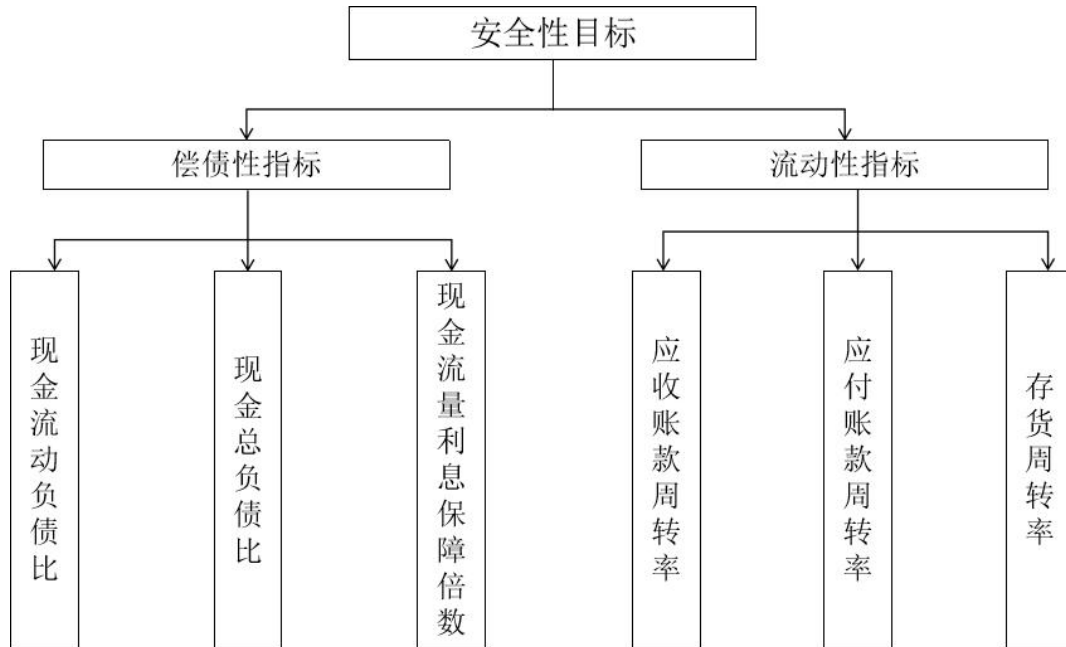 安全性目标
偿债性指标
流动性指标
现金流动负债比
现金总负债比
现金流量利息保障倍数
应收账款周转率
应付账款周转率
存货周转率